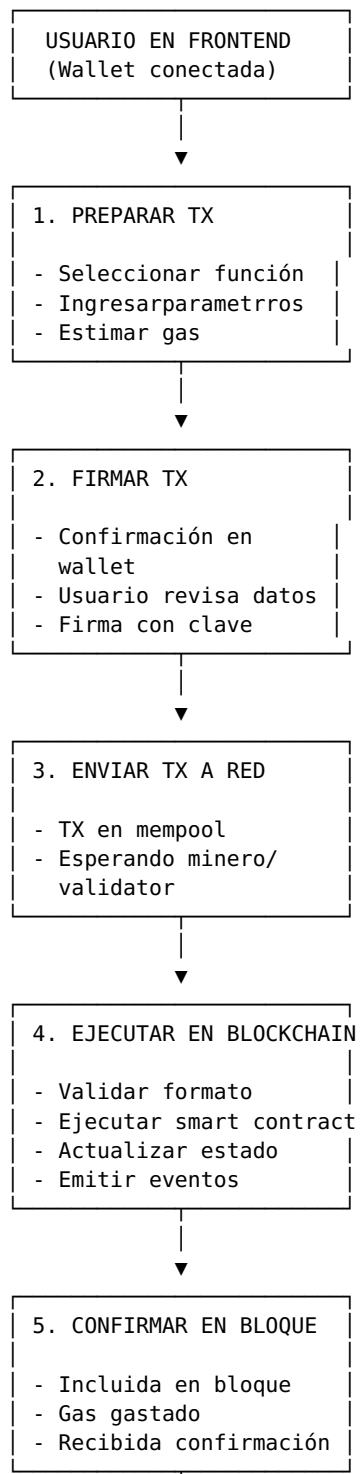 USUARIO EN FRONTEND
(Wallet conectada)
1. PREPARAR TX
- Seleccionar función
- Ingresarparametrros
- Estimar gas
2. FIRMAR TX
- Confirmación en
wallet
- Usuario revisa datos
- Firma con clave
3. ENVIAR TX A RED
- TX en mempool
- Esperando minero/
validator
4. EJECUTAR EN BLOCKCHAIN
- Validar formato
- Ejecutar smart contract
- Actualizar estado
- Emitir eventos
5. CONFIRMAR EN BLOQUE
- Incluida en bloque
- Gas gastado
- Recibida confirmación